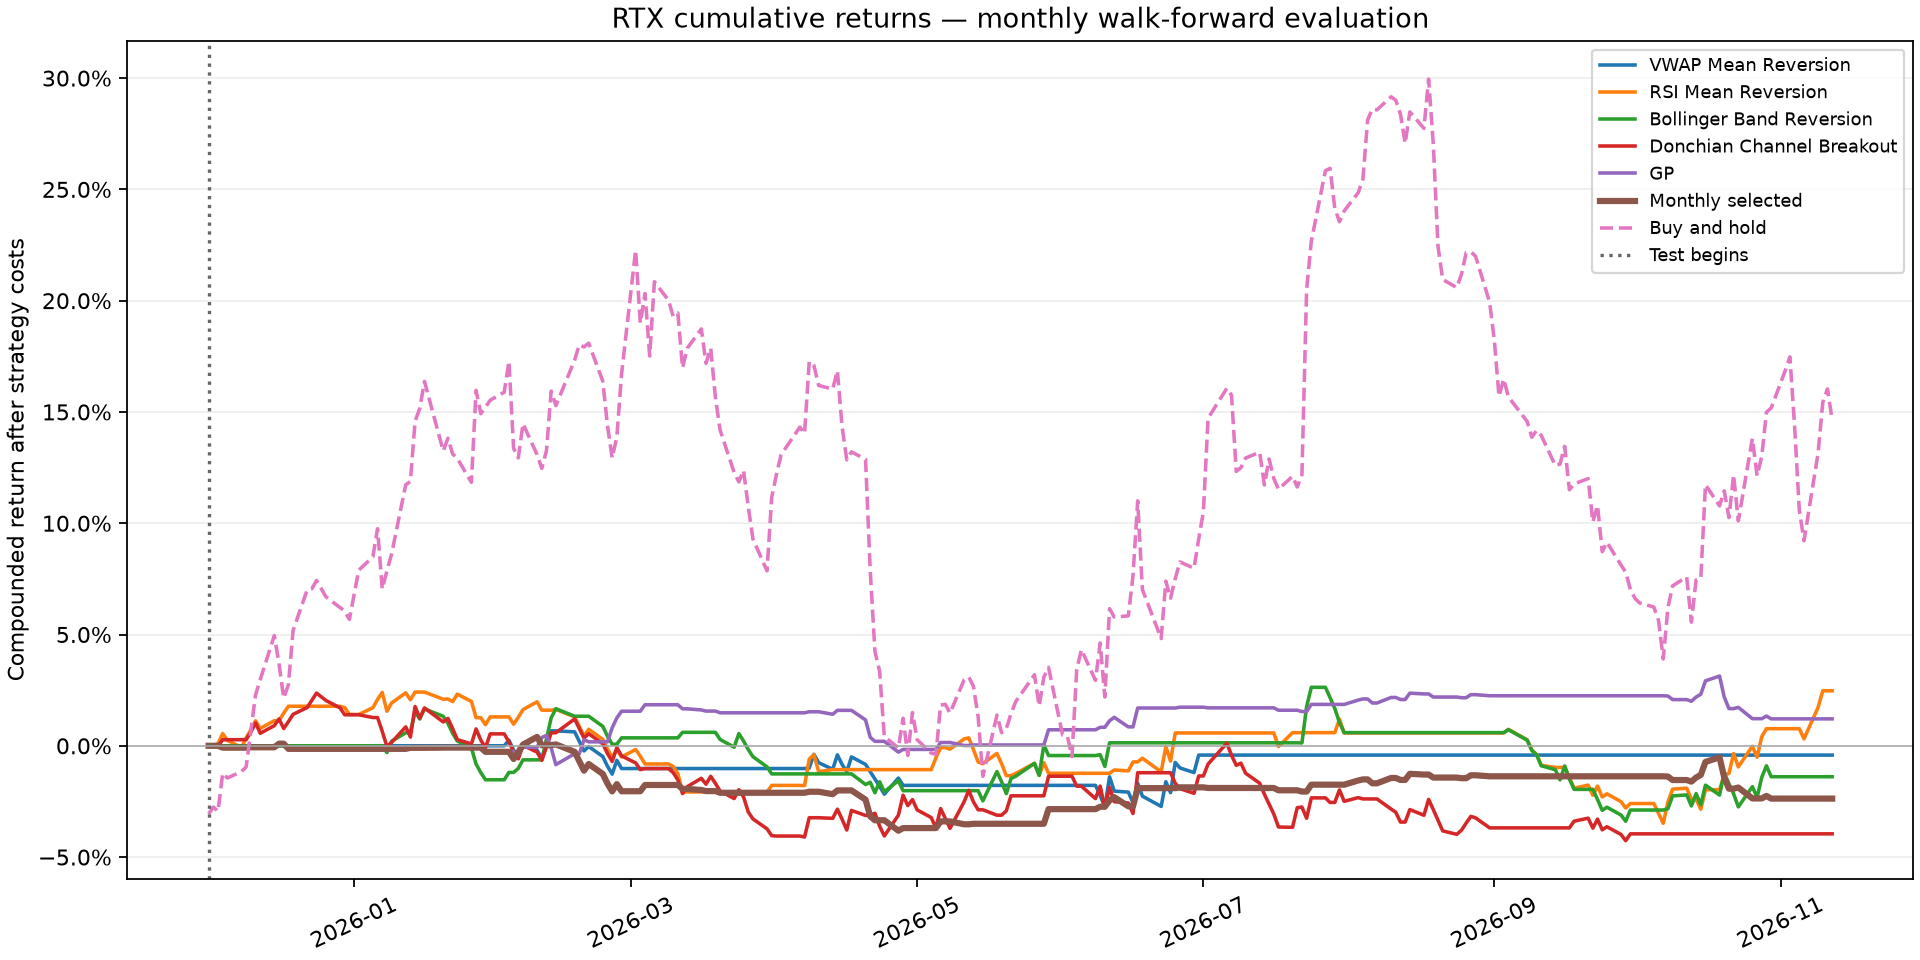 RTX cumulative returns — monthly walk-forward evaluation
Compounded return after strategy costs
30.0%
25.0%
20.0%
15.0%
10.0%
5.0%
0.0%
−5.0%
VWAP Mean Reversion
RSI Mean Reversion
Bollinger Band Reversion
Donchian Channel Breakout
GP
Monthly selected
Buy and hold
Test begins
2026-01
2026-03
2026-05
2026-07
2026-09
2026-11